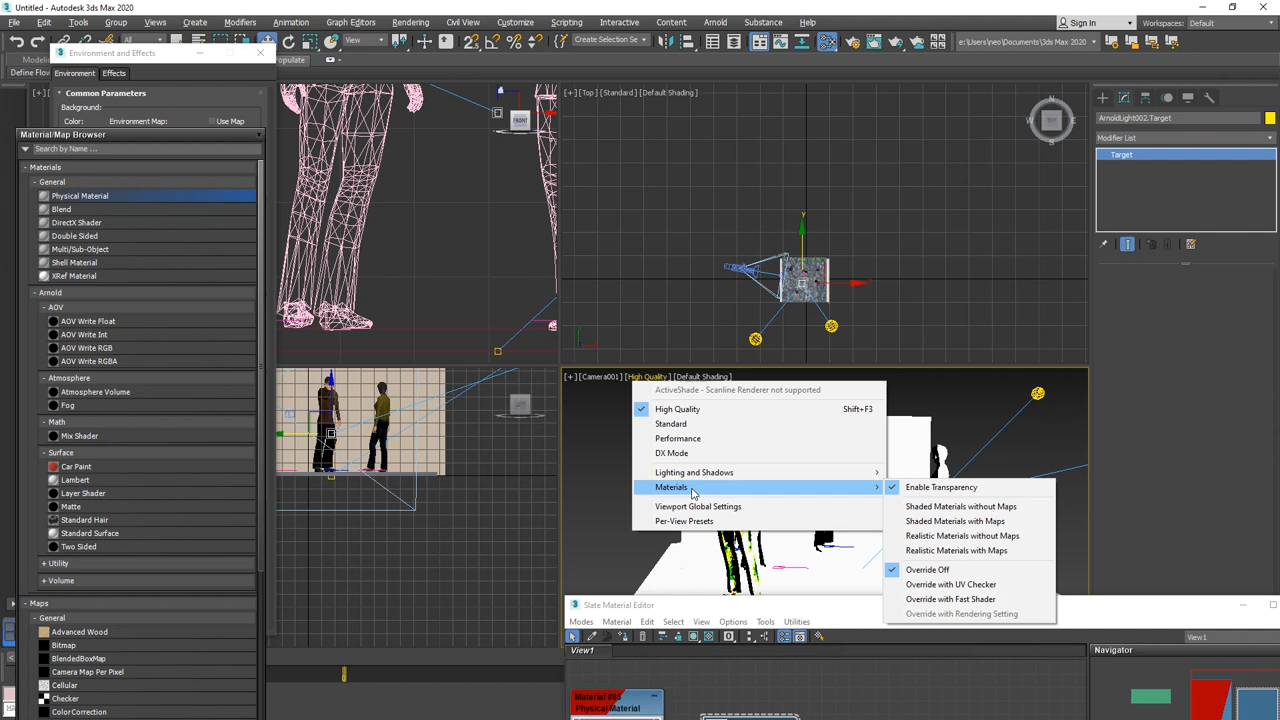 Untitled - Autodesk 3ds Max 2020
File Edit Tools Group Views Create Modifiers Animation Graph Editors Rendering Civil View Customize Scripting Interactive Content Arnold Substance Help Sign In Workspaces: Default
All View Create Selection Se e:\Users\neo\Documents\3ds Max 2020
Environment and Effects
Define Flow
Populate
Environment Effects
Common Parameters
Background:
Color: Environment Map: Use Map
Material/Map Browser
Search by Name ...
- Materials
- General
Physical Material
Blend
DirectX Shader
Double Sided
Multi/Sub-Object
Shell Material
XRef Material
- Arnold
- AOV
AOV Write Float
AOV Write Int
AOV Write RGB
AOV Write RGBA
- Atmosphere
Atmosphere Volume
Fog
- Math
Mix Shader
- Surface
Car Paint
Lambert
Layer Shader
Matte
Standard Hair
Standard Surface
Two Sided
+ Utility
+ Volume
- Maps
- General
Advanced Wood
Bitmap
BlendedBoxMap
Camera Map Per Pixel
Cellular
Checker
ColorCorrection
FRONT
[+] [Top] [Standard] [Default Shading]
N
W TOP E
S
y
[+] [Camera001] [High Quality] [Default Shading]
ActiveShade - Scanline Renderer not supported
High Quality Shift+F3
Standard
Performance
DX Mode
Lighting and Shadows
Materials
Viewport Global Settings
Per-View Presets
Enable Transparency
Shaded Materials without Maps
Shaded Materials with Maps
Realistic Materials without Maps
Realistic Materials with Maps
Override Off
Override with UV Checker
Override with Fast Shader
Override with Rendering Setting
ArnoldLight002.Target
Modifier List
Target
Slate Material Editor
Modes Material Edit Select View Options Tools Utilities
View1
View1
Navigator
Material #85
Physical Material